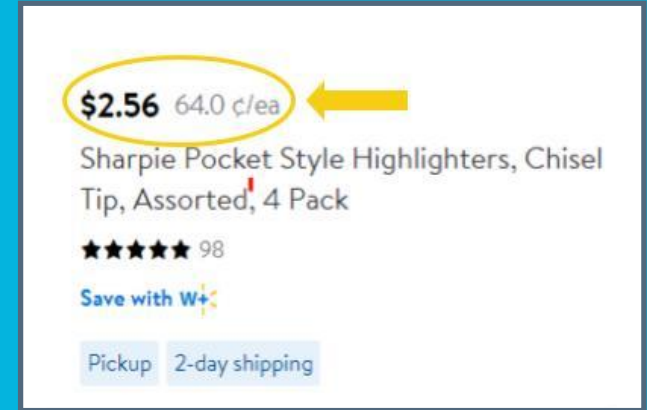 $2.56 64.0 ¢/ea
Sharpie Pocket Style Highlighters, Chisel
Tip, Assorted, 4 Pack
★★★★★ 98
Save with W+
Pickup 2-day shipping